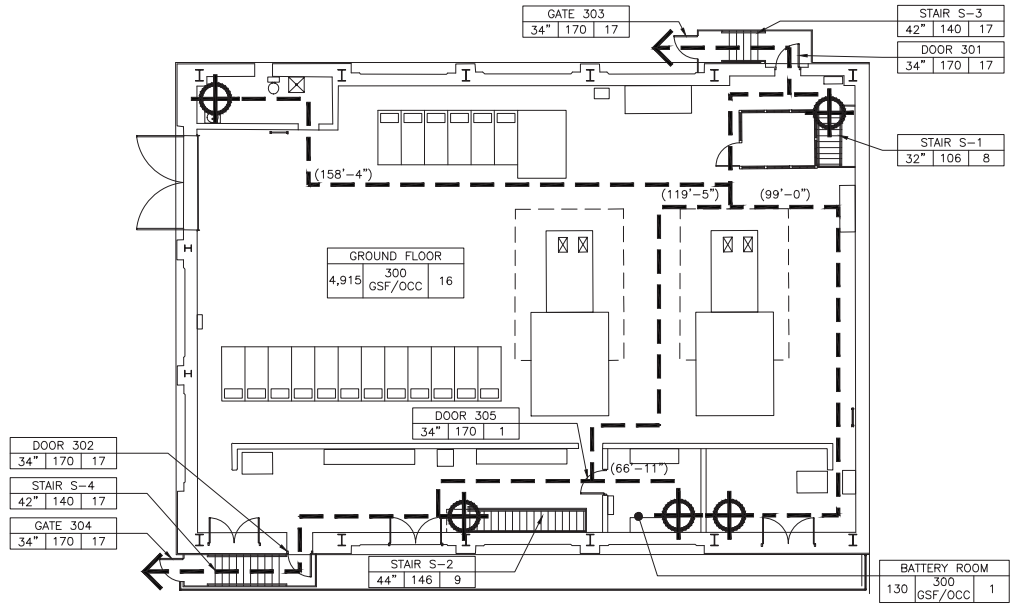 GATE 303
34" 170 17
STAIR S-3
42" 140 17
DOOR 301
34" 170 17
STAIR S-1
32" 106 8
(158'-4")
(119'-5") (99'-0")
GROUND FLOOR
4,915 300 GSF/OCC 16
DOOR 305
34" 170 1
DOOR 302
34" 170 17
(66'-11")
STAIR S-4
42" 140 17
GATE 304
34" 170 17
STAIR S-2
44" 146 9
BATTERY ROOM
130 300 GSF/OCC 1